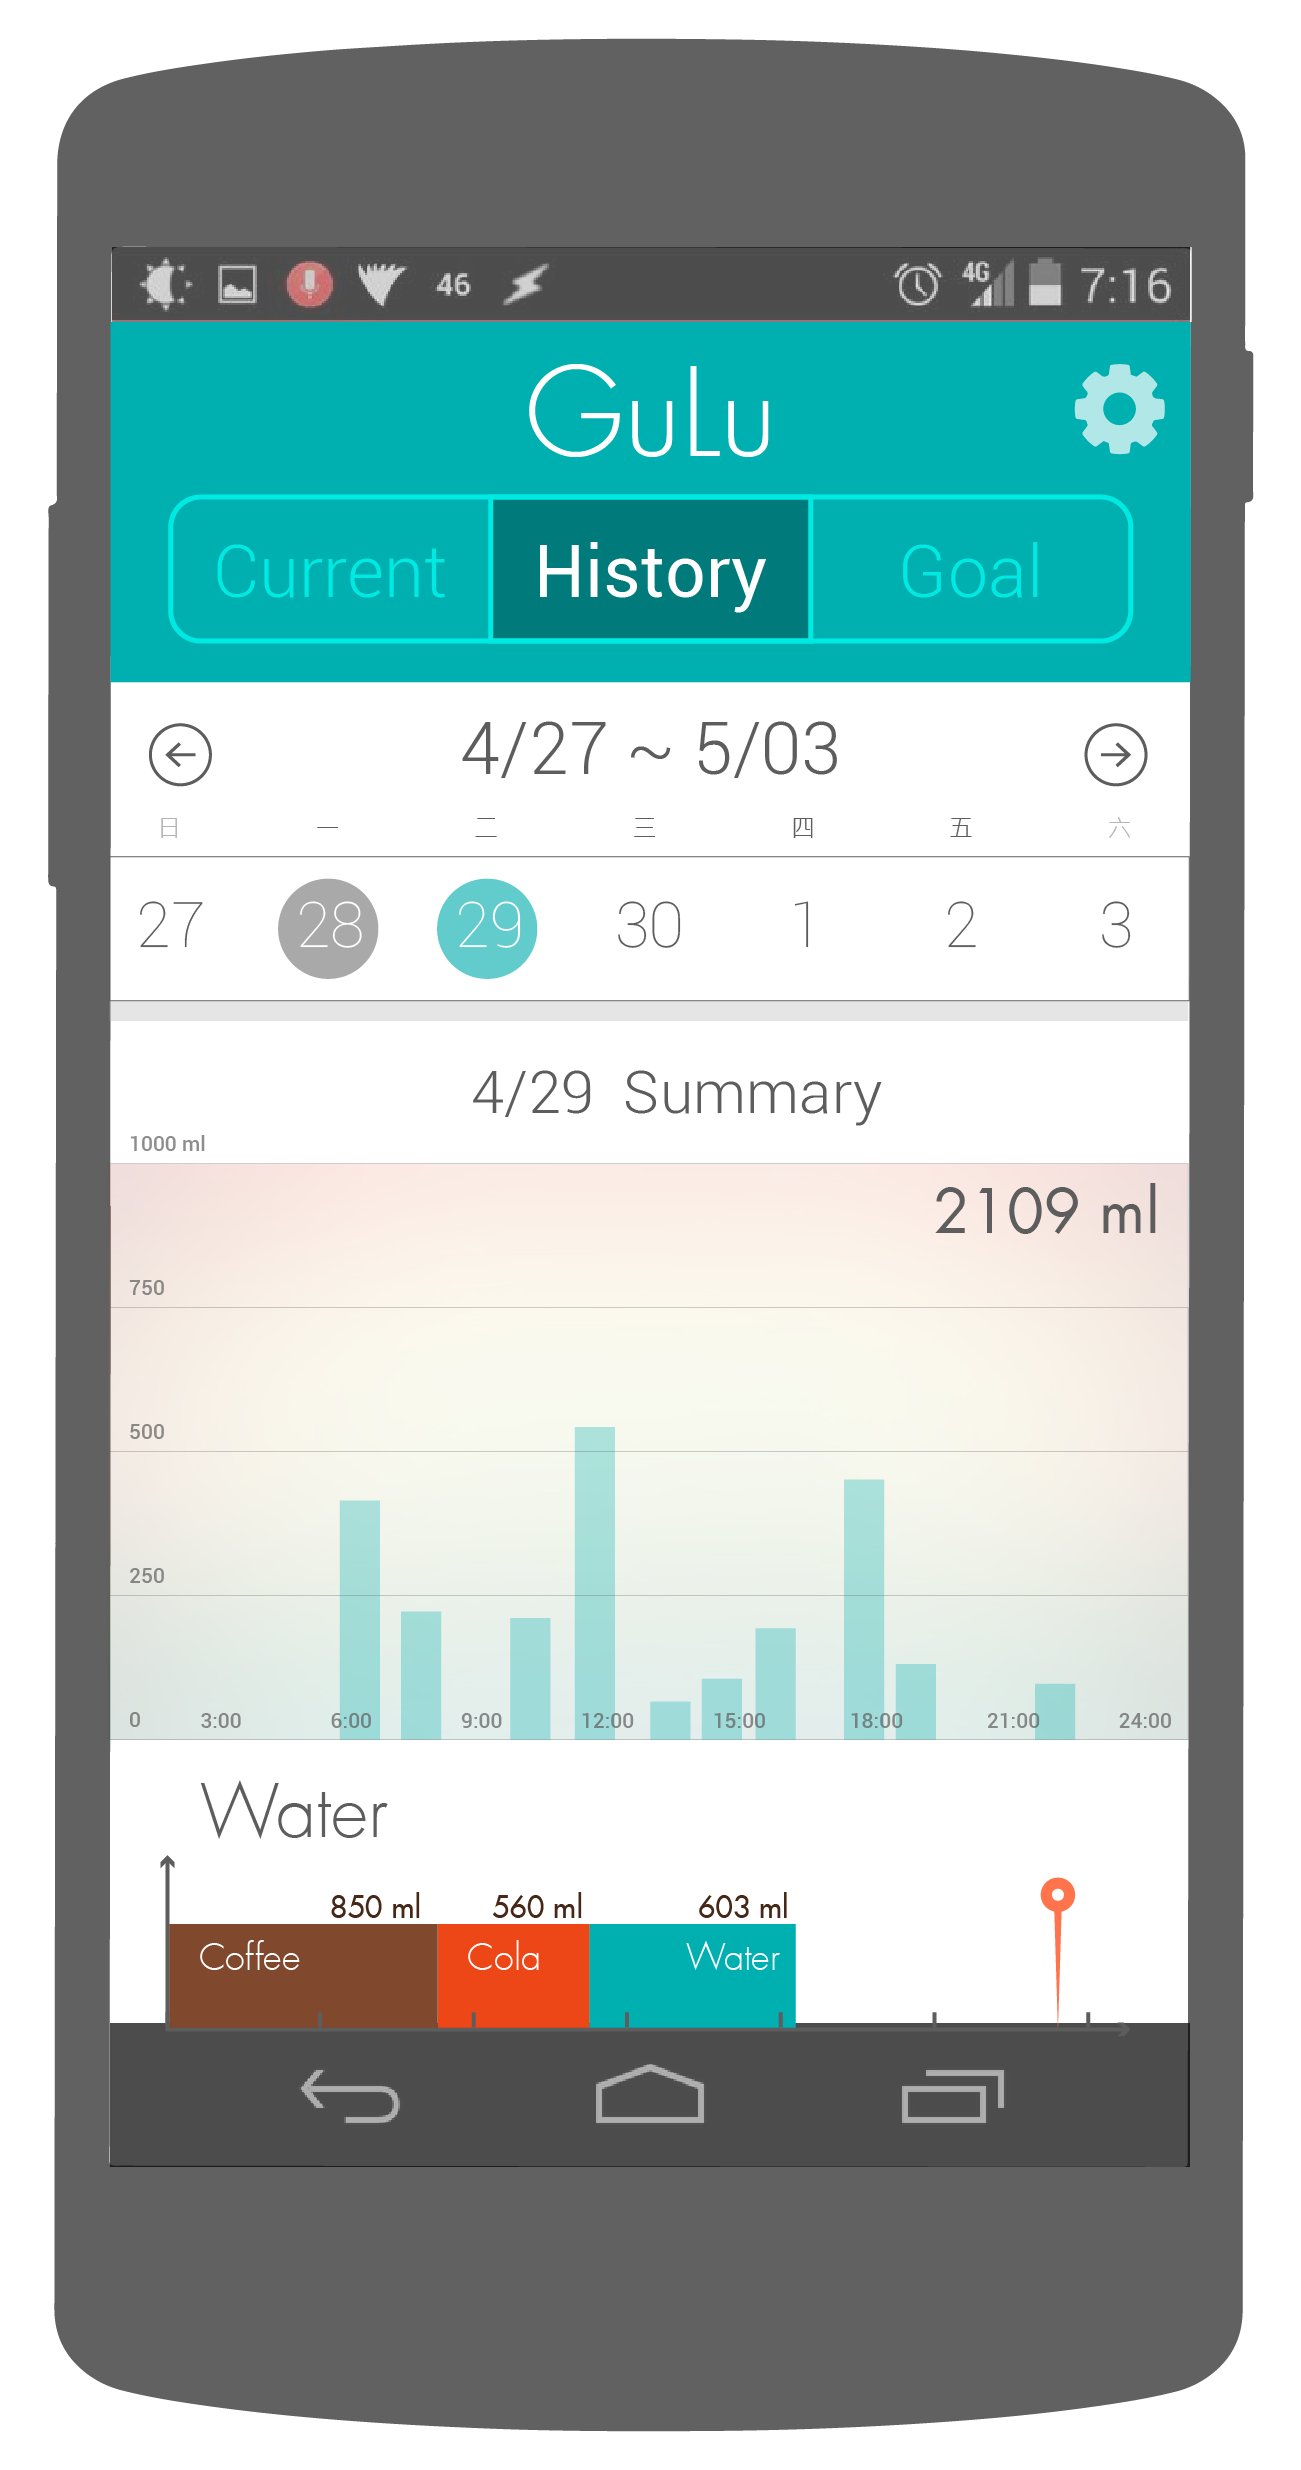 46 4G 7:16
GuLu
Current History Goal
4/27 ~ 5/03
日 一 二 三 四 五 六
27 28 29 30 1 2 3
4/29 Summary
1000 ml
2109 ml
750
500
250
0 3:00 6:00 9:00 12:00 15:00 18:00 21:00 24:00
Water
850 ml 560 ml 603 ml
Coffee Cola Water